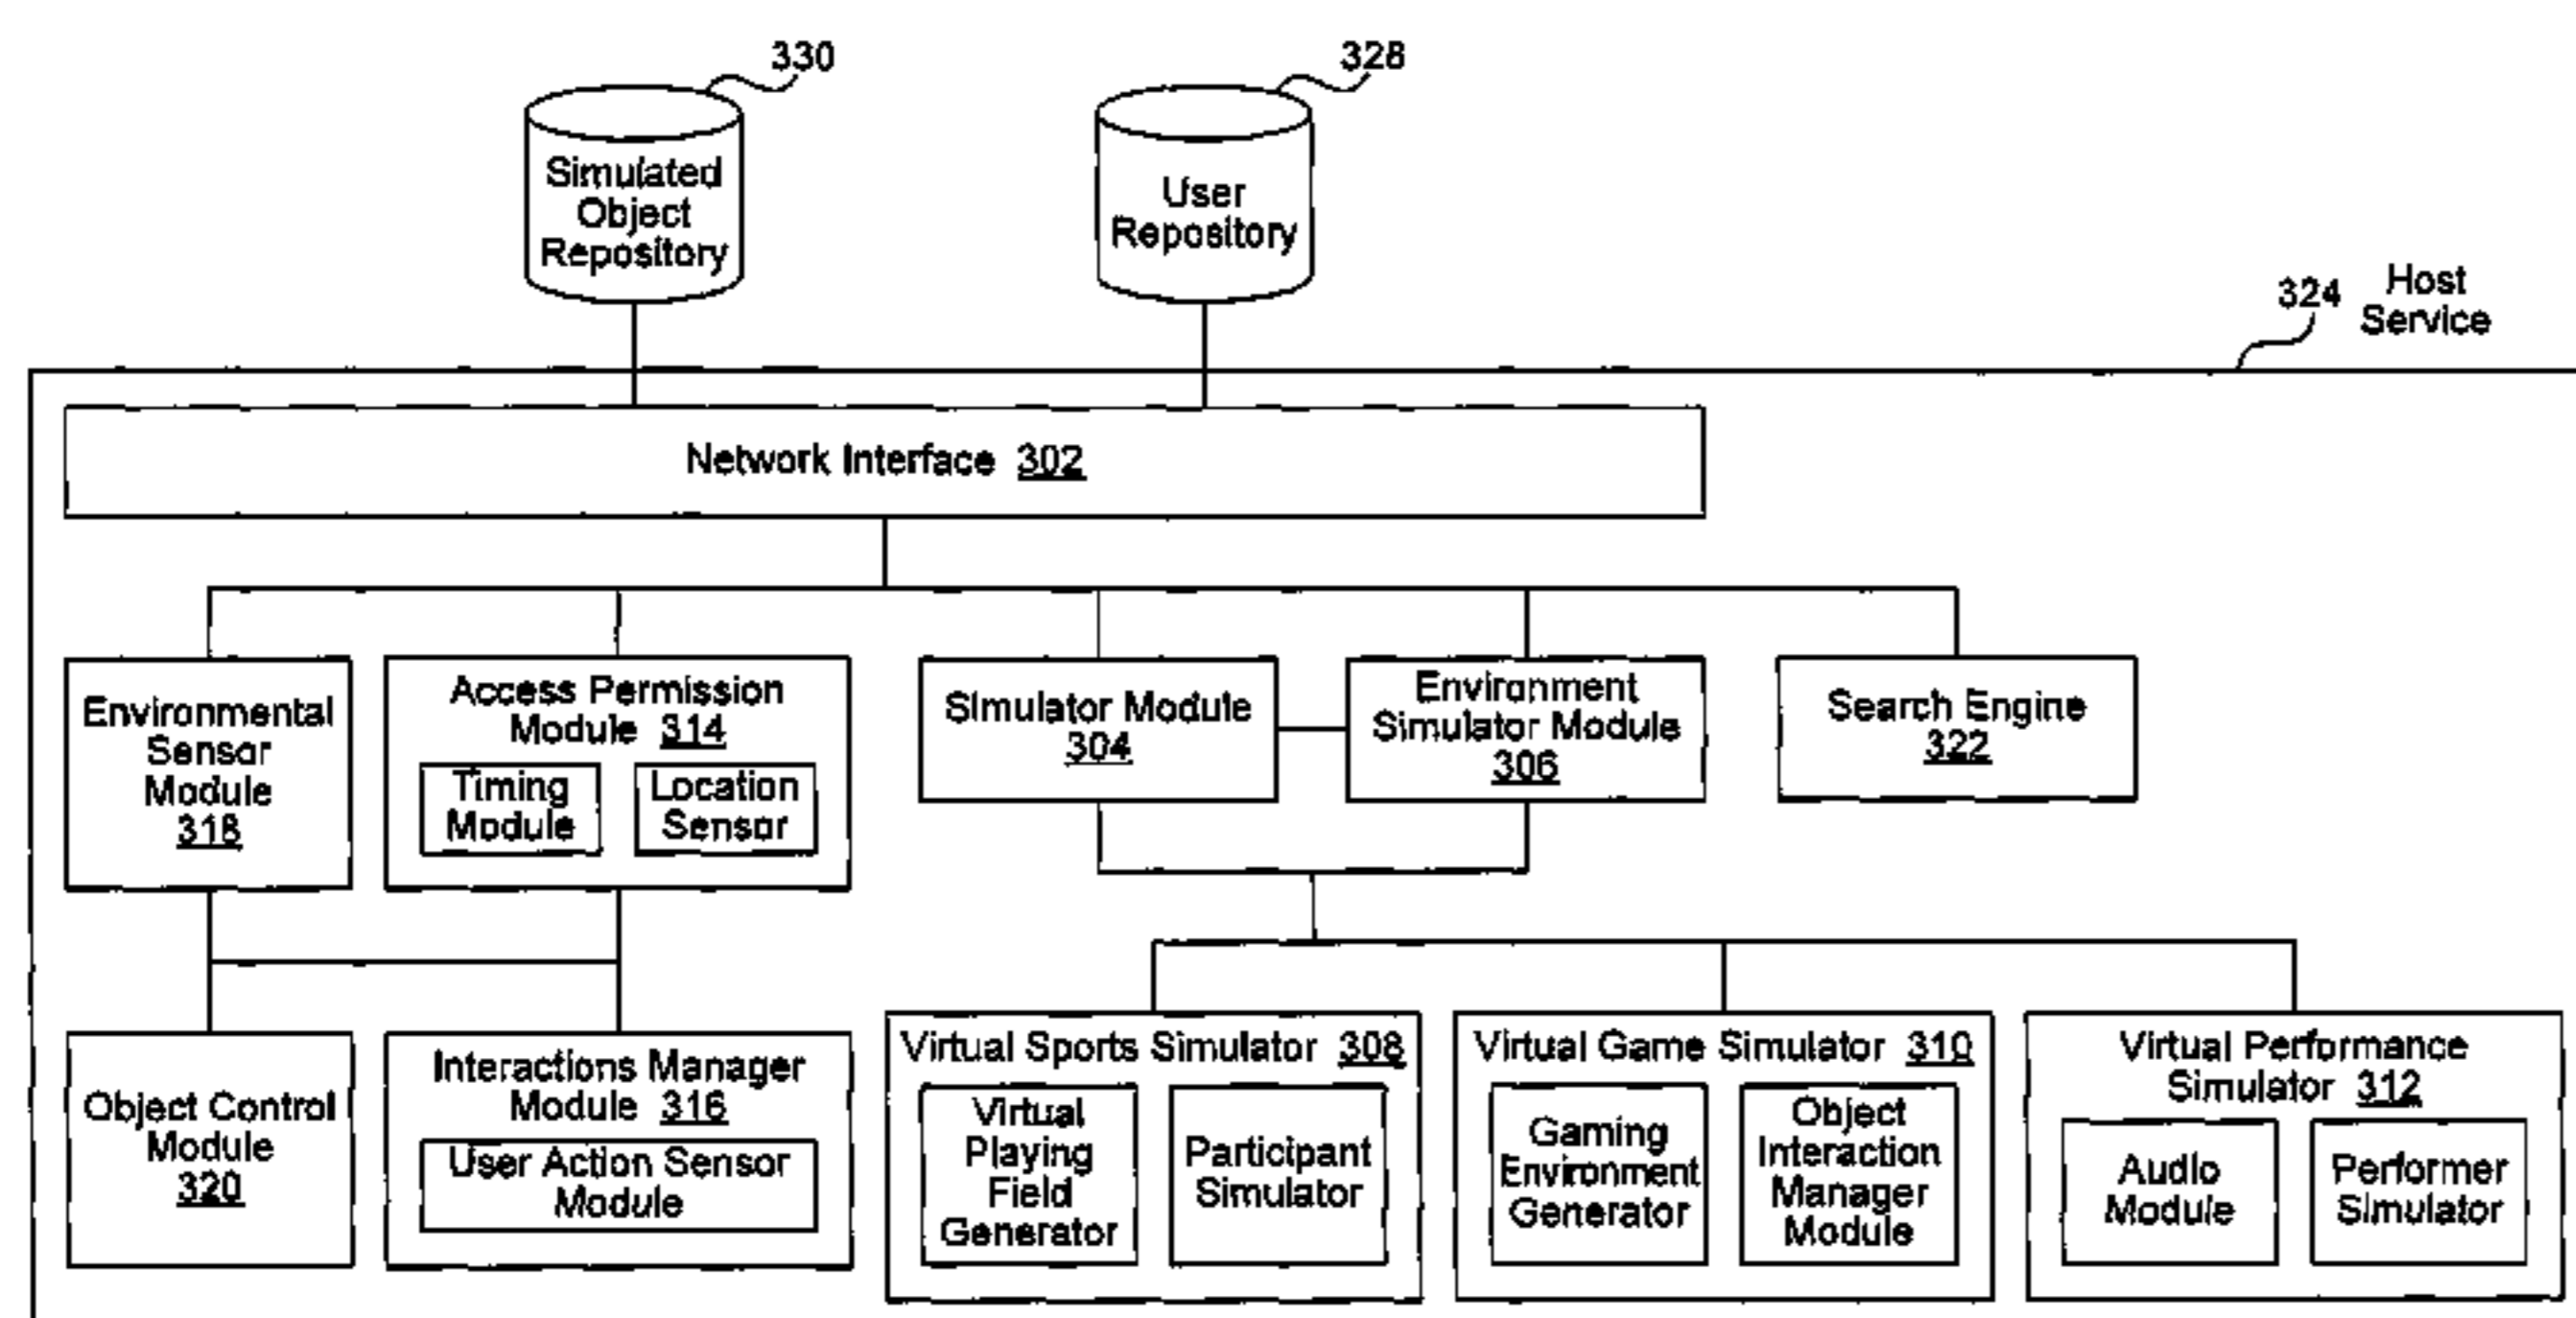 330
328
Simulated
Object
Repository
User
Repository
324
Host
Service
Network Interface 302
Environmental
Sensor
Module
318
Access Permission
Module 314
Timing
Module
Location
Sensor
Simulator Module
304
Environment
Simulator Module
306
Search Engine
322
Object Control
Module
320
Interactions Manager
Module 316
User Action Sensor
Module
Virtual Sports Simulator 308
Virtual
Playing
Field
Generator
Participant
Simulator
Virtual Game Simulator 310
Gaming
Environment
Generator
Object
Interaction
Manager
Module
Virtual Performance
Simulator 312
Audio
Module
Performer
Simulator